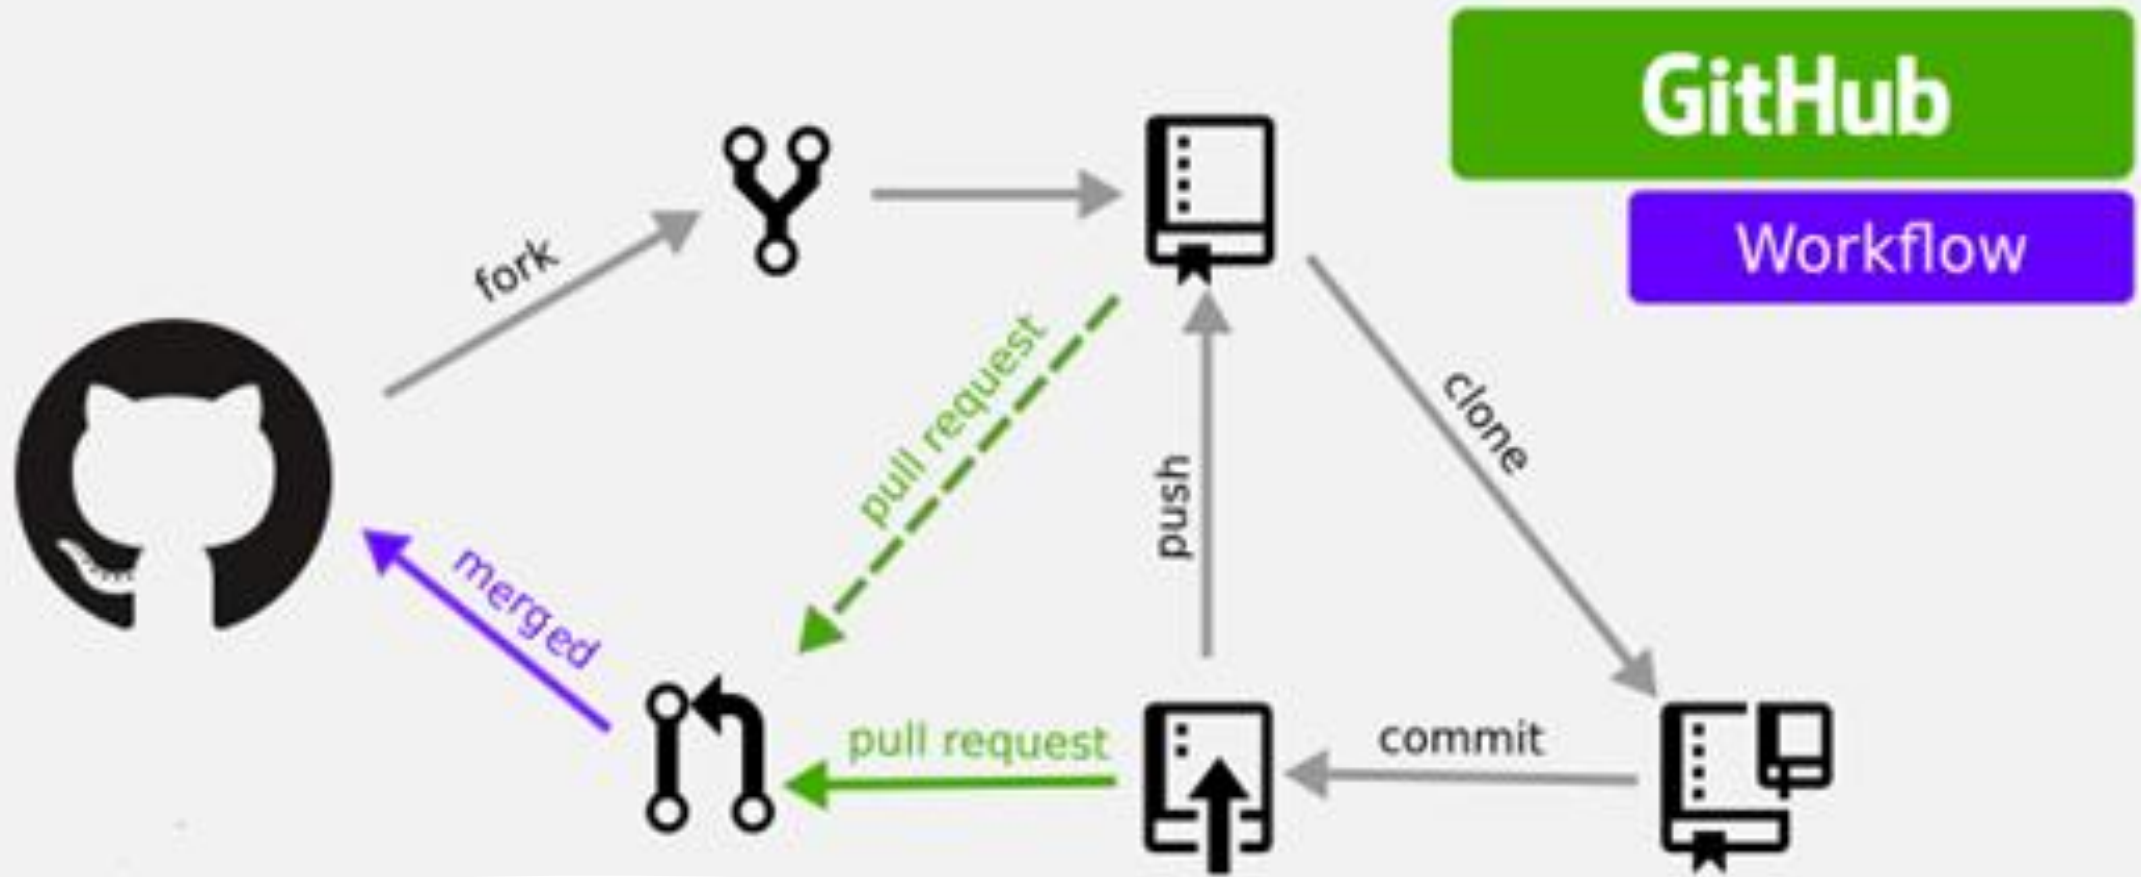 GitHub
Workflow
fork
pull request
clone
push
merged
pull request
commit